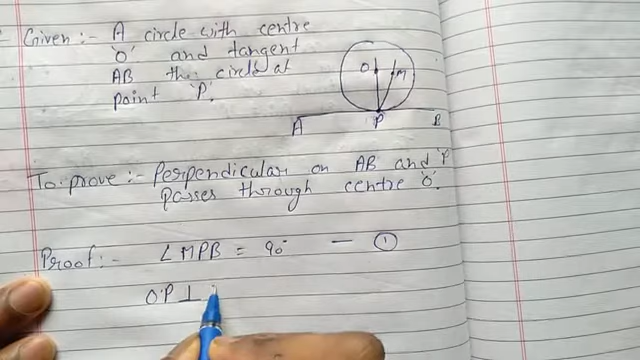 Given :- A circle with centre
'O' and tangent
AB the circle at
point 'P'.
O M
A P B
To prove :- Perpendicular on AB and 'P'
passes through centre 'O'.
Proof :- ∠MPB = 90° — ①
O.P ⊥